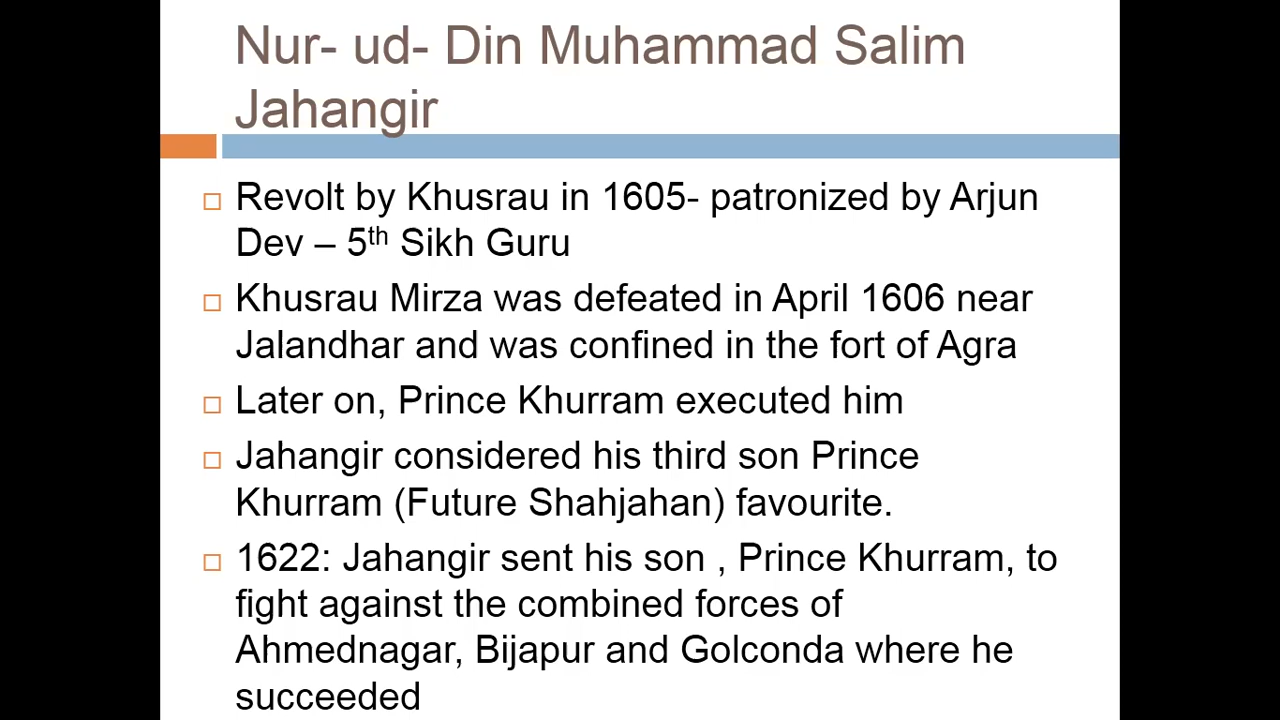 Nur- ud- Din Muhammad Salim
Jahangir
Revolt by Khusrau in 1605- patronized by Arjun
Dev – 5th Sikh Guru
Khusrau Mirza was defeated in April 1606 near
Jalandhar and was confined in the fort of Agra
Later on, Prince Khurram executed him
Jahangir considered his third son Prince
Khurram (Future Shahjahan) favourite.
1622: Jahangir sent his son , Prince Khurram, to
fight against the combined forces of
Ahmednagar, Bijapur and Golconda where he
succeeded